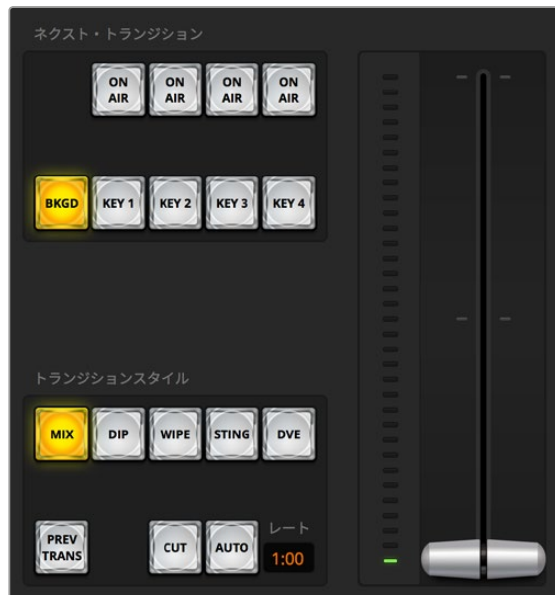 ネクスト・トランジション
ON AIR
ON AIR
ON AIR
ON AIR
BKGD
KEY 1
KEY 2
KEY 3
KEY 4
トランジションスタイル
MIX
DIP
WIPE
STING
DVE
PREV TRANS
CUT
AUTO
レート
1:00